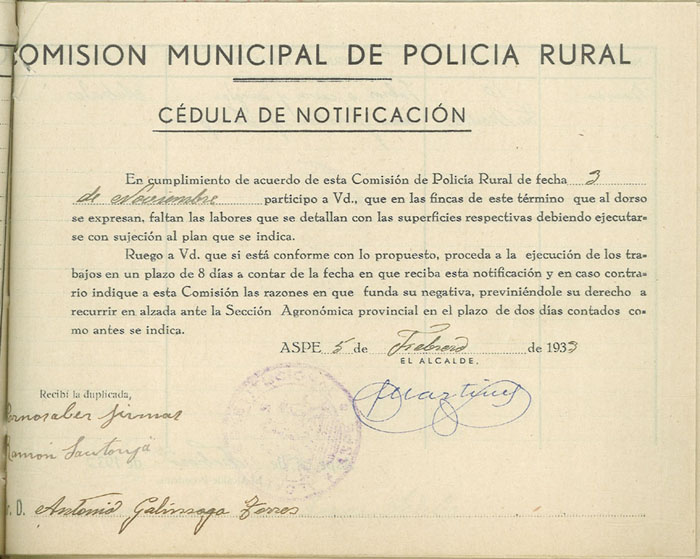 COMISION MUNICIPAL DE POLICIA RURAL
CÉDULA DE NOTIFICACIÓN
En cumplimiento de acuerdo de esta Comisión de Policía Rural de fecha 3
de Noviembre participo a Vd., que en las fincas de este término que al dorso
se expresan, faltan las labores que se detallan con las superficies respectivas debiendo ejecutar-
se con sujeción al plan que se indica.
Ruego a Vd. que si está conforme con lo propuesto, proceda a la ejecución de los tra-
bajos en un plazo de 8 días a contar de la fecha en que reciba esta notificación y en caso contra-
rio indique a esta Comisión las razones en que funda su negativa, previniéndole su derecho a
recurrir en alzada ante la Sección Agronómica provincial en el plazo de dos días contados co-
mo antes se indica.
ASPE 5 de Febrero de 1933
EL ALCALDE,
Martinez
Recibí la duplicada,
firmar
Ramón Santonja
r. D. Antonio Galinsoga Torres